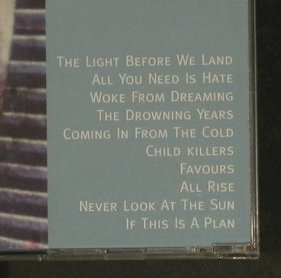 The Light Before We Land
All You Need Is Hate
Woke From Dreaming
The Drowning Years
Coming In From The Cold
Child killers
Favours
All Rise
Never Look At The Sun
If This Is A Plan